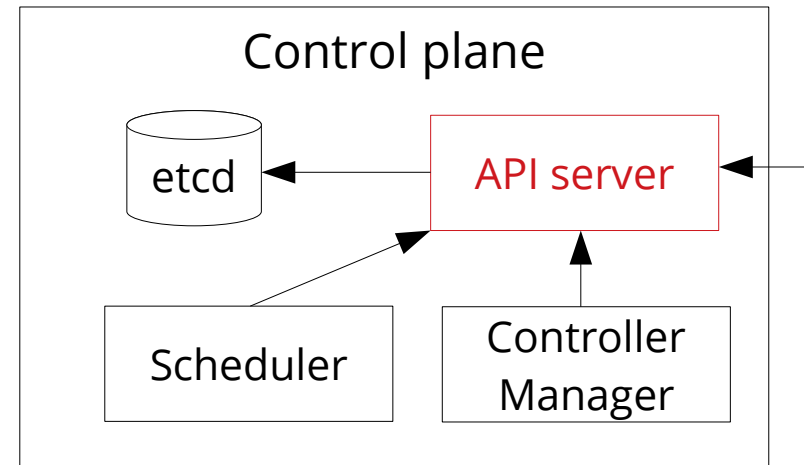 Control plane
etcd
API server
Scheduler
Controller
Manager